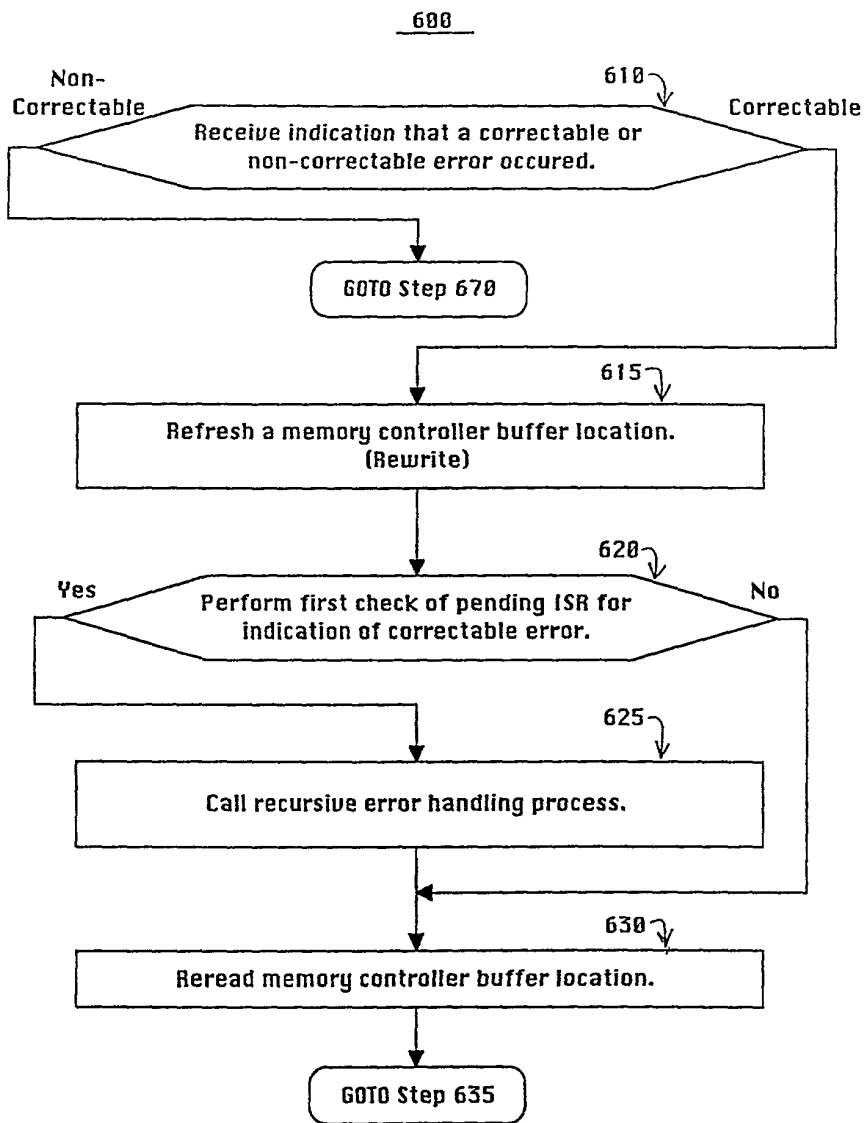 600
Non-
Correctable
610
Correctable
Receive indication that a correctable or
non-correctable error occured.
GOTO Step 670
615
Refresh a memory controller buffer location.
(Rewrite)
620
Yes
No
Perform first check of pending ISR for
indication of correctable error.
625
Call recursive error handling process.
630
Reread memory controller buffer location.
GOTO Step 635